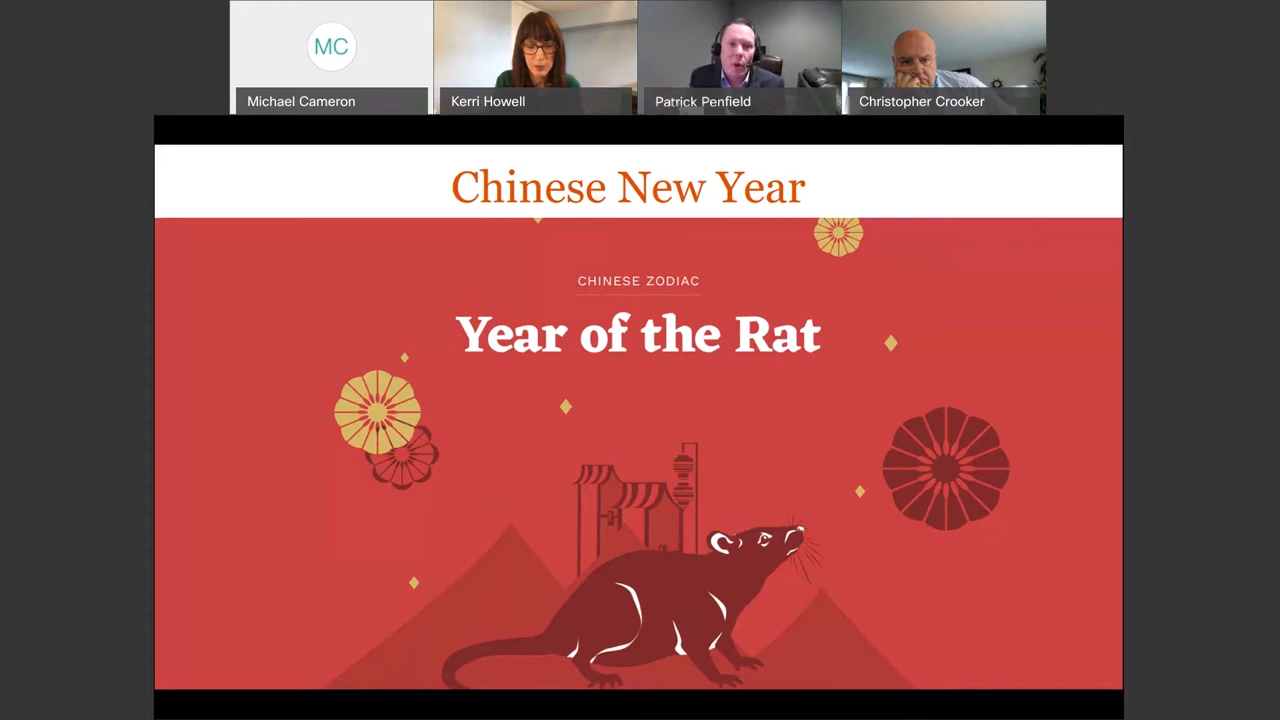 MC
Michael Cameron
Kerri Howell
Patrick Penfield
Christopher Crooker
Chinese New Year
CHINESE ZODIAC
Year of the Rat